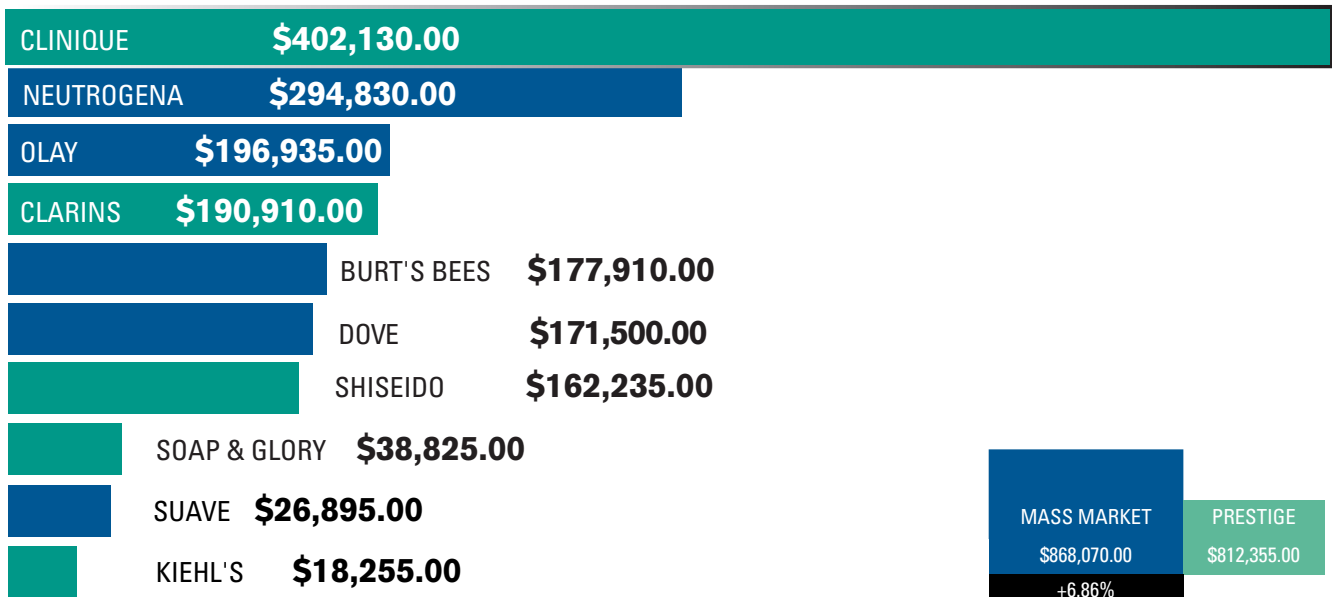 CLINIQUE $402,130.00
NEUTROGENA $294,830.00
OLAY $196,935.00
CLARINS $190,910.00
BURT'S BEES $177,910.00
DOVE $171,500.00
SHISEIDO $162,235.00
SOAP & GLORY $38,825.00
SUAVE $26,895.00
KIEHL'S $18,255.00
MASS MARKET PRESTIGE
$868,070.00 $812,355.00
+6.86%